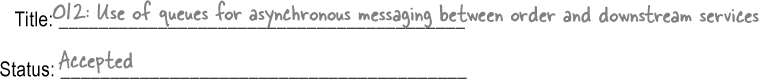 Title: 012: Use of queues for asynchronous messaging between order and downstream services
Status: Accepted